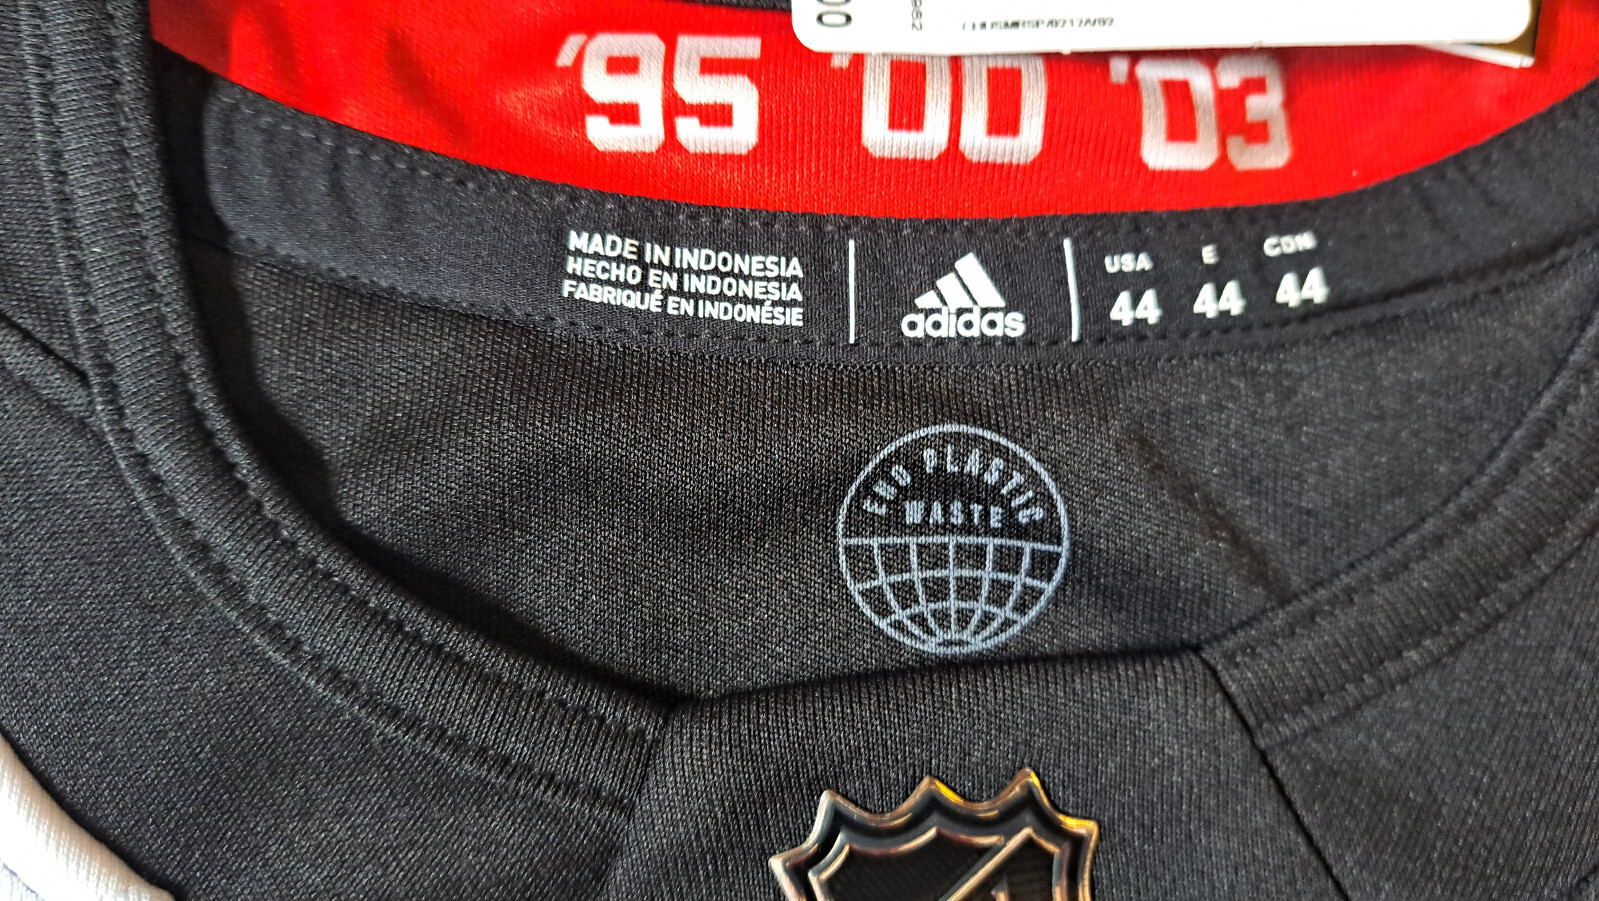 '95 '00 '03
MADE IN INDONESIA
HECHO EN INDONESIA
FABRIQUÉ EN INDONÉSIE
adidas
USA E CDN
44 44 44
END PLASTIC
WASTE